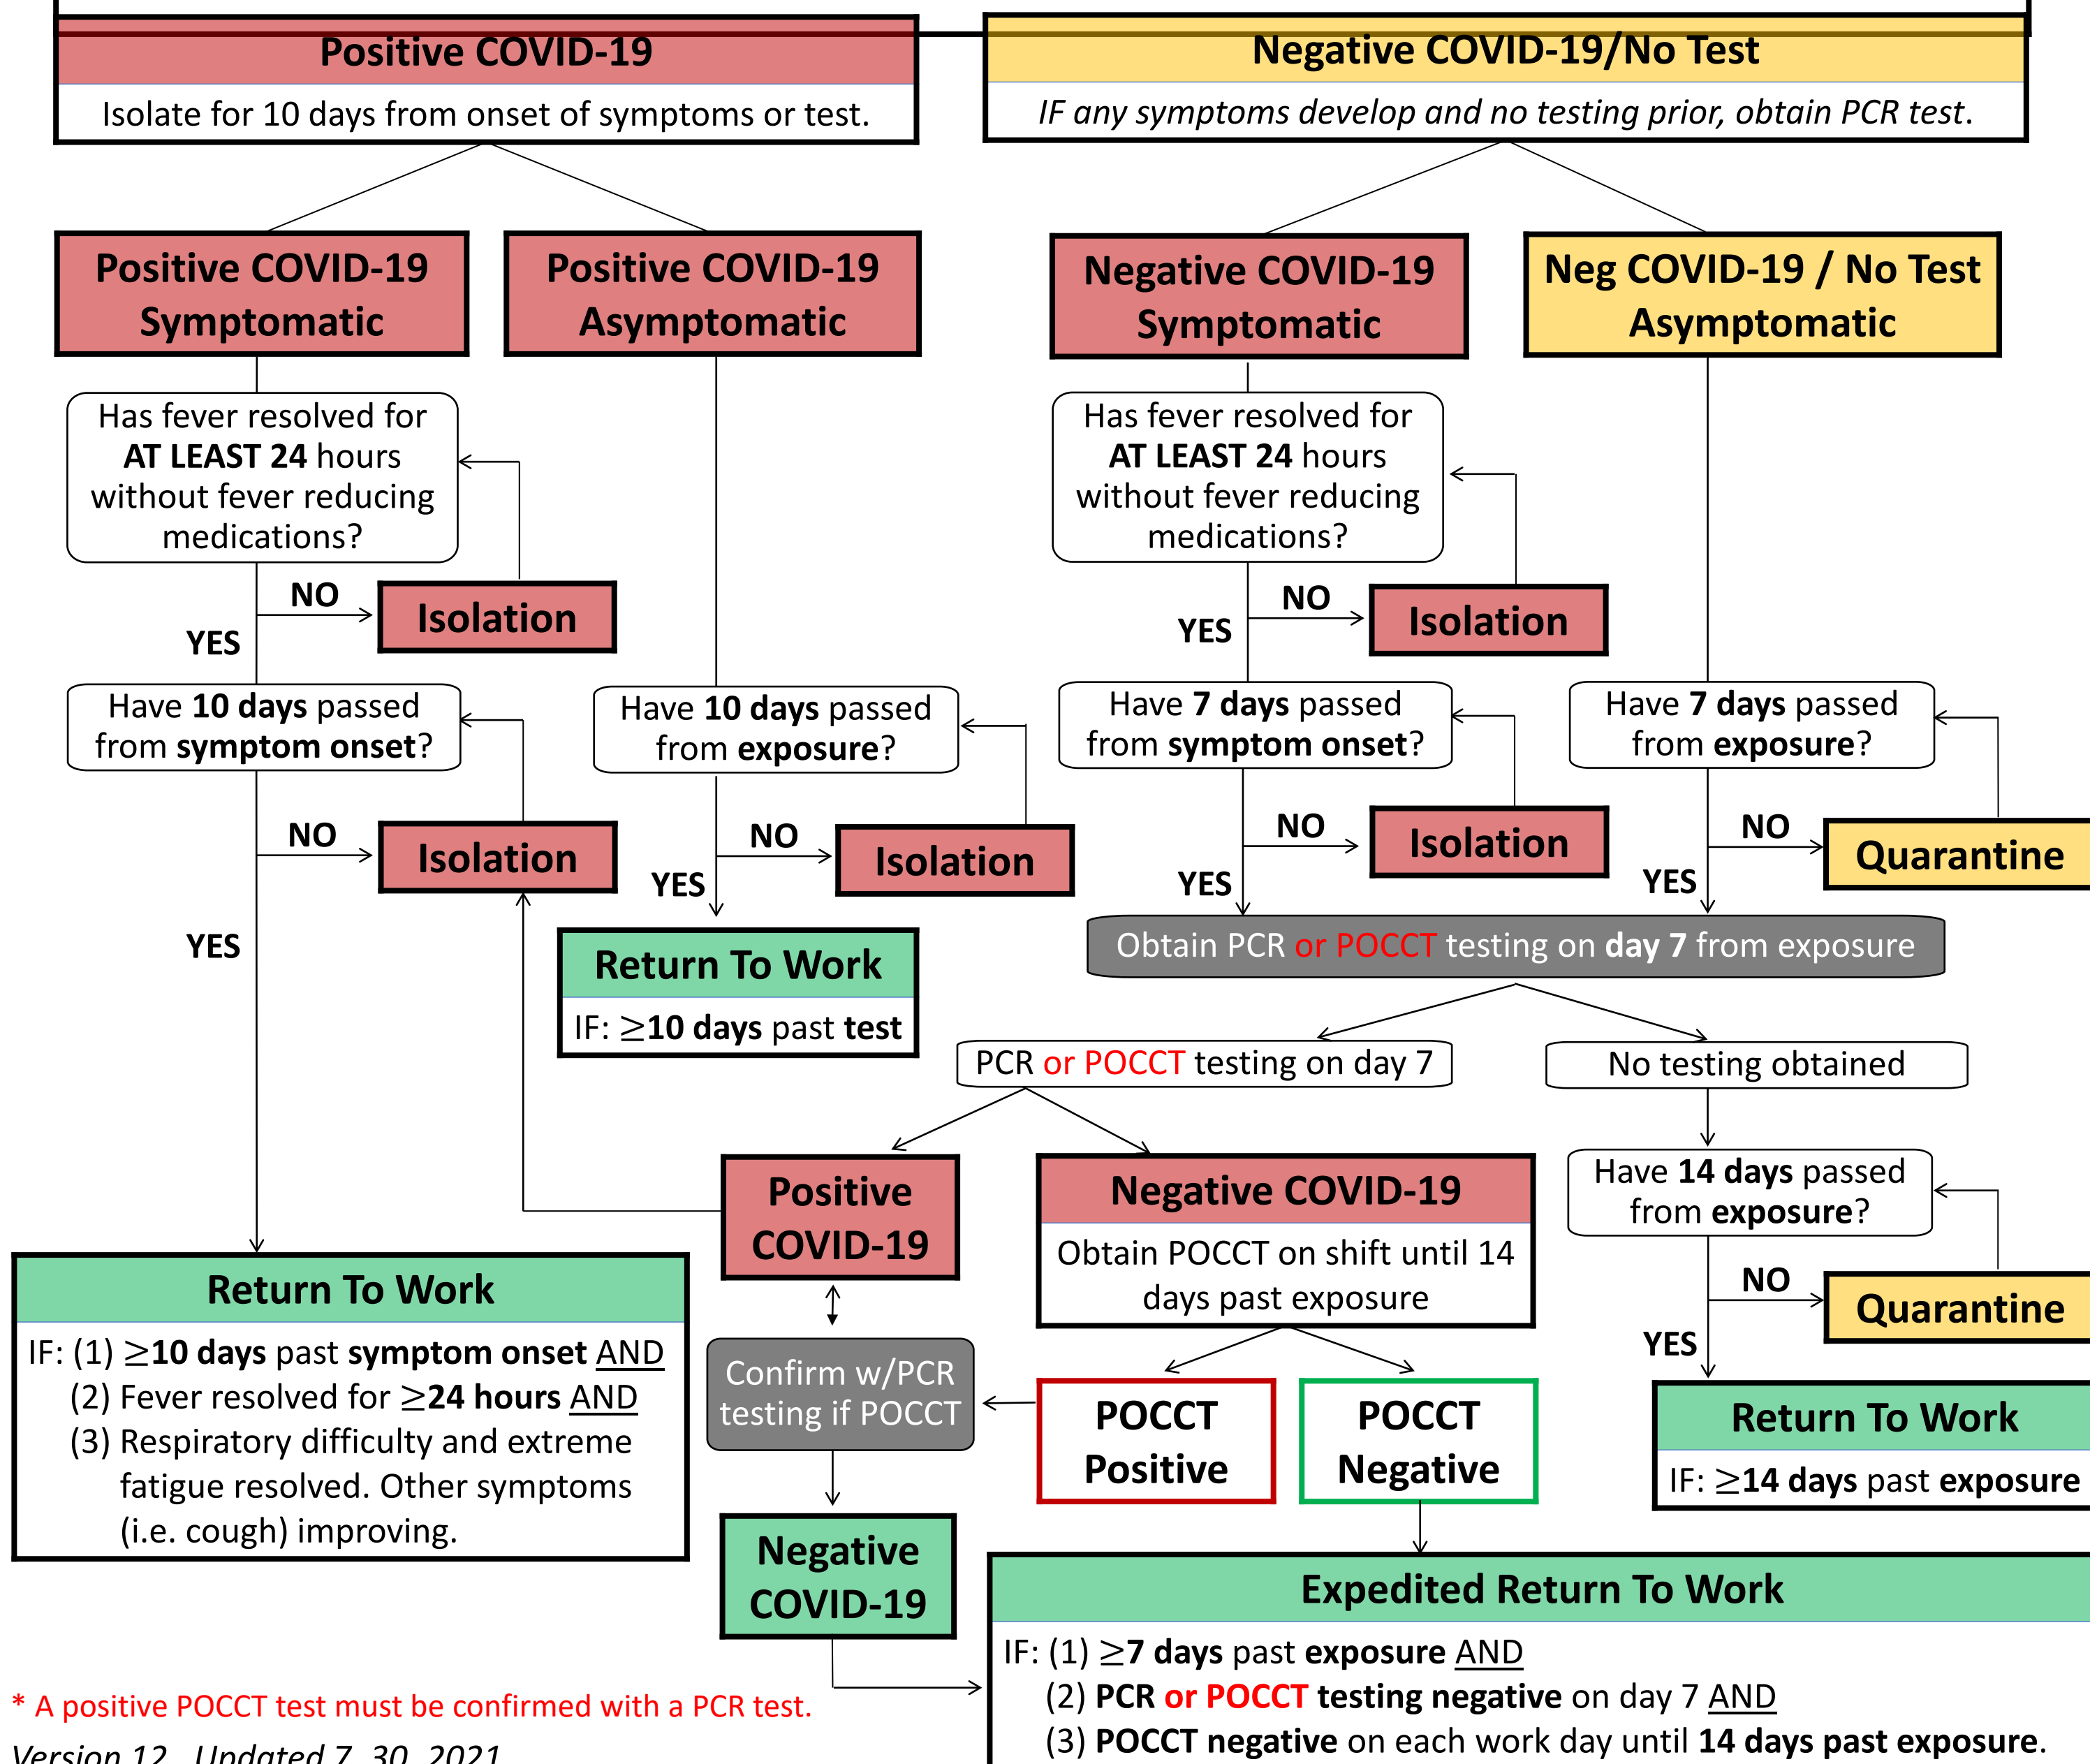 Positive COVID-19
Isolate for 10 days from onset of symptoms or test.
Negative COVID-19/No Test
IF any symptoms develop and no testing prior, obtain PCR test.
Positive COVID-19
Symptomatic
Positive COVID-19
Asymptomatic
Negative COVID-19
Symptomatic
Neg COVID-19 / No Test
Asymptomatic
Has fever resolved for
AT LEAST 24 hours
without fever reducing
medications?
NO
Isolation
YES
Have 10 days passed
from symptom onset?
NO
Isolation
YES
Return To Work
IF: (1) ≥10 days past symptom onset AND
(2) Fever resolved for ≥24 hours AND
(3) Respiratory difficulty and extreme
fatigue resolved. Other symptoms
(i.e. cough) improving.
Have 10 days passed
from exposure?
NO
Isolation
YES
Return To Work
IF: ≥10 days past test
Has fever resolved for
AT LEAST 24 hours
without fever reducing
medications?
NO
Isolation
YES
Have 7 days passed
from symptom onset?
NO
Isolation
YES
Have 7 days passed
from exposure?
NO
Quarantine
YES
Obtain PCR or POCCT testing on day 7 from exposure
PCR or POCCT testing on day 7
No testing obtained
Positive
COVID-19
Negative COVID-19
Obtain POCCT on shift until 14
days past exposure
Have 14 days passed
from exposure?
NO
Quarantine
YES
Return To Work
IF: ≥14 days past exposure
Confirm w/PCR
testing if POCCT
POCCT
Positive
POCCT
Negative
Negative
COVID-19
Expedited Return To Work
IF: (1) ≥7 days past exposure AND
(2) PCR or POCCT testing negative on day 7 AND
(3) POCCT negative on each work day until 14 days past exposure.
* A positive POCCT test must be confirmed with a PCR test.
Version 12 Updated 7 30 2021